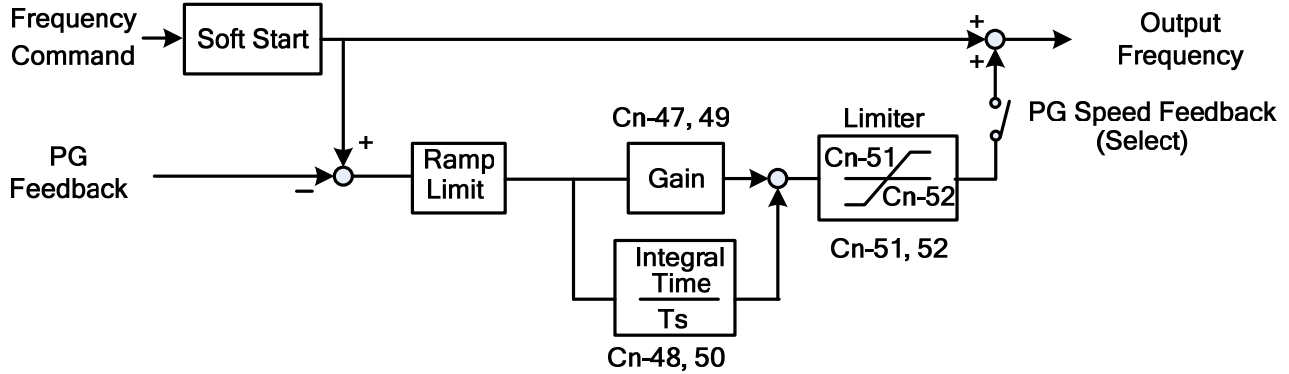 Frequency
Command
Soft Start
+
+
Output
Frequency
PG Speed Feedback
(Select)
PG
Feedback
+
−
Ramp
Limit
Cn-47, 49
Gain
Integral
Time
Ts
Cn-48, 50
Limiter
Cn-51
Cn-52
Cn-51, 52